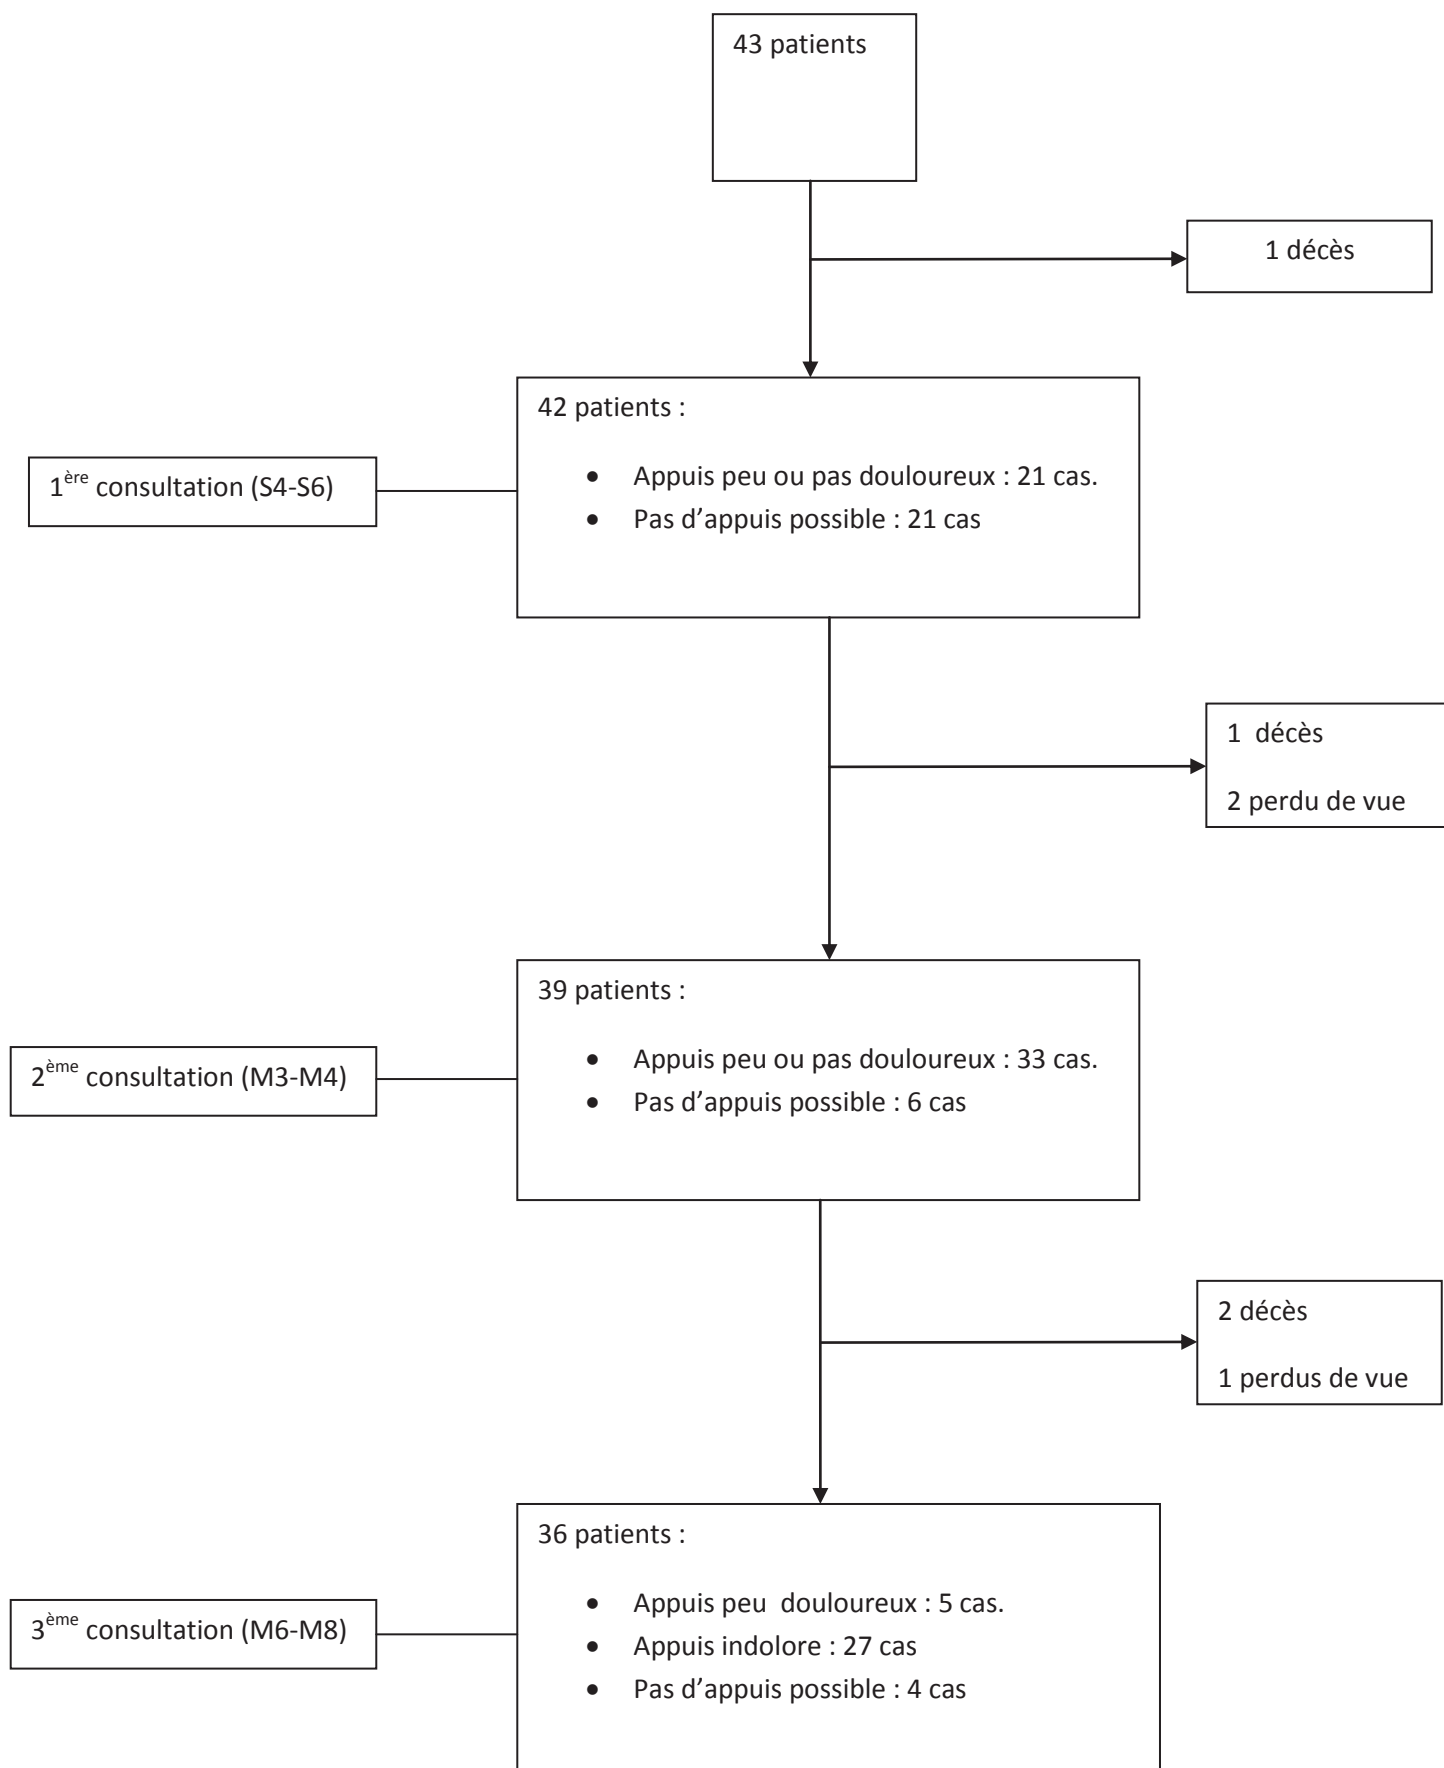 43 patients
1 décès
42 patients :
• Appuis peu ou pas douloureux : 21 cas.
• Pas d’appuis possible : 21 cas
1ère consultation (S4-S6)
1 décès
2 perdu de vue
39 patients :
• Appuis peu ou pas douloureux : 33 cas.
• Pas d’appuis possible : 6 cas
2ème consultation (M3-M4)
2 décès
1 perdus de vue
36 patients :
• Appuis peu douloureux : 5 cas.
• Appuis indolore : 27 cas
• Pas d’appuis possible : 4 cas
3ème consultation (M6-M8)